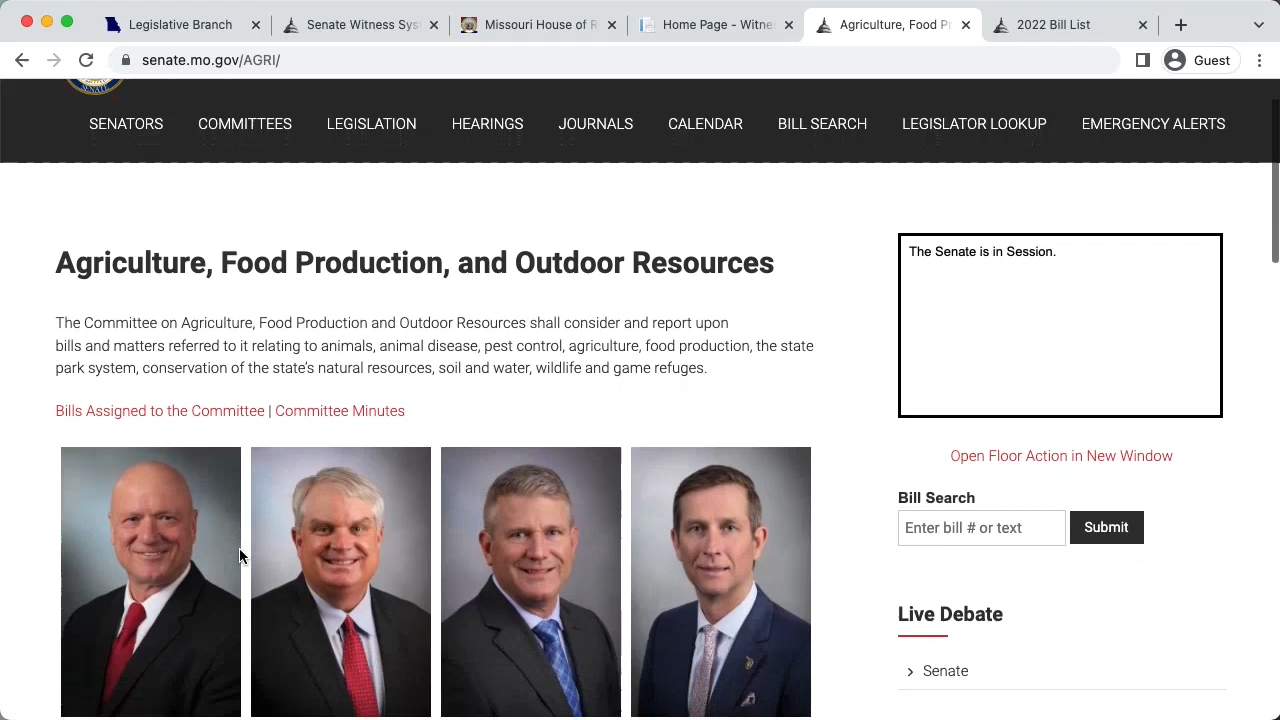 Legislative Branch
Senate Witness Sys
Missouri House of R
Home Page - Witne
Agriculture, Food Pr
2022 Bill List
senate.mo.gov/AGRI/
Guest
SENATE
SENATORS
COMMITTEES
LEGISLATION
HEARINGS
JOURNALS
CALENDAR
BILL SEARCH
LEGISLATOR LOOKUP
EMERGENCY ALERTS
Agriculture, Food Production, and Outdoor Resources
The Committee on Agriculture, Food Production and Outdoor Resources shall consider and report upon
bills and matters referred to it relating to animals, animal disease, pest control, agriculture, food production, the state
park system, conservation of the state’s natural resources, soil and water, wildlife and game refuges.
Bills Assigned to the Committee | Committee Minutes
The Senate is in Session.
Open Floor Action in New Window
Bill Search
Enter bill # or text
Submit
Live Debate
Senate